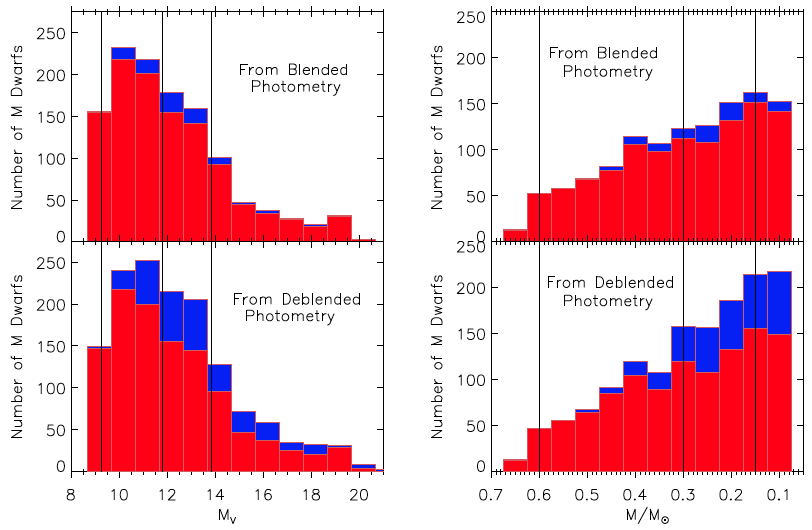 250
200
150
100
50
0
Number of M Dwarfs
From Blended
Photometry
250
200
150
100
50
0
Number of M Dwarfs
From Blended
Photometry
250
200
150
100
50
0
Number of M Dwarfs
From Deblended
Photometry
8 10 12 14 16 18 20
M_V
250
200
150
100
50
0
Number of M Dwarfs
From Deblended
Photometry
0.7 0.6 0.5 0.4 0.3 0.2 0.1
M/M☉